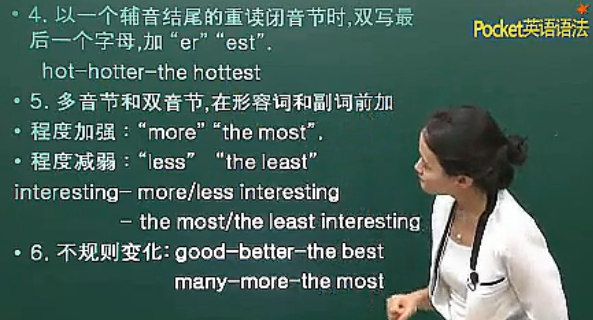 Pocket英语语法
• 4. 以一个辅音结尾的重读闭音节时,双写最
后一个字母,加 “er” “est”.
hot-hotter-the hottest
• 5. 多音节和双音节,在形容词和副词前加
• 程度加强：“more” “the most”.
• 程度减弱：“less” “the least”
interesting- more/less interesting
- the most/the least interesting
• 6. 不规则变化: good-better-the best
many-more-the most